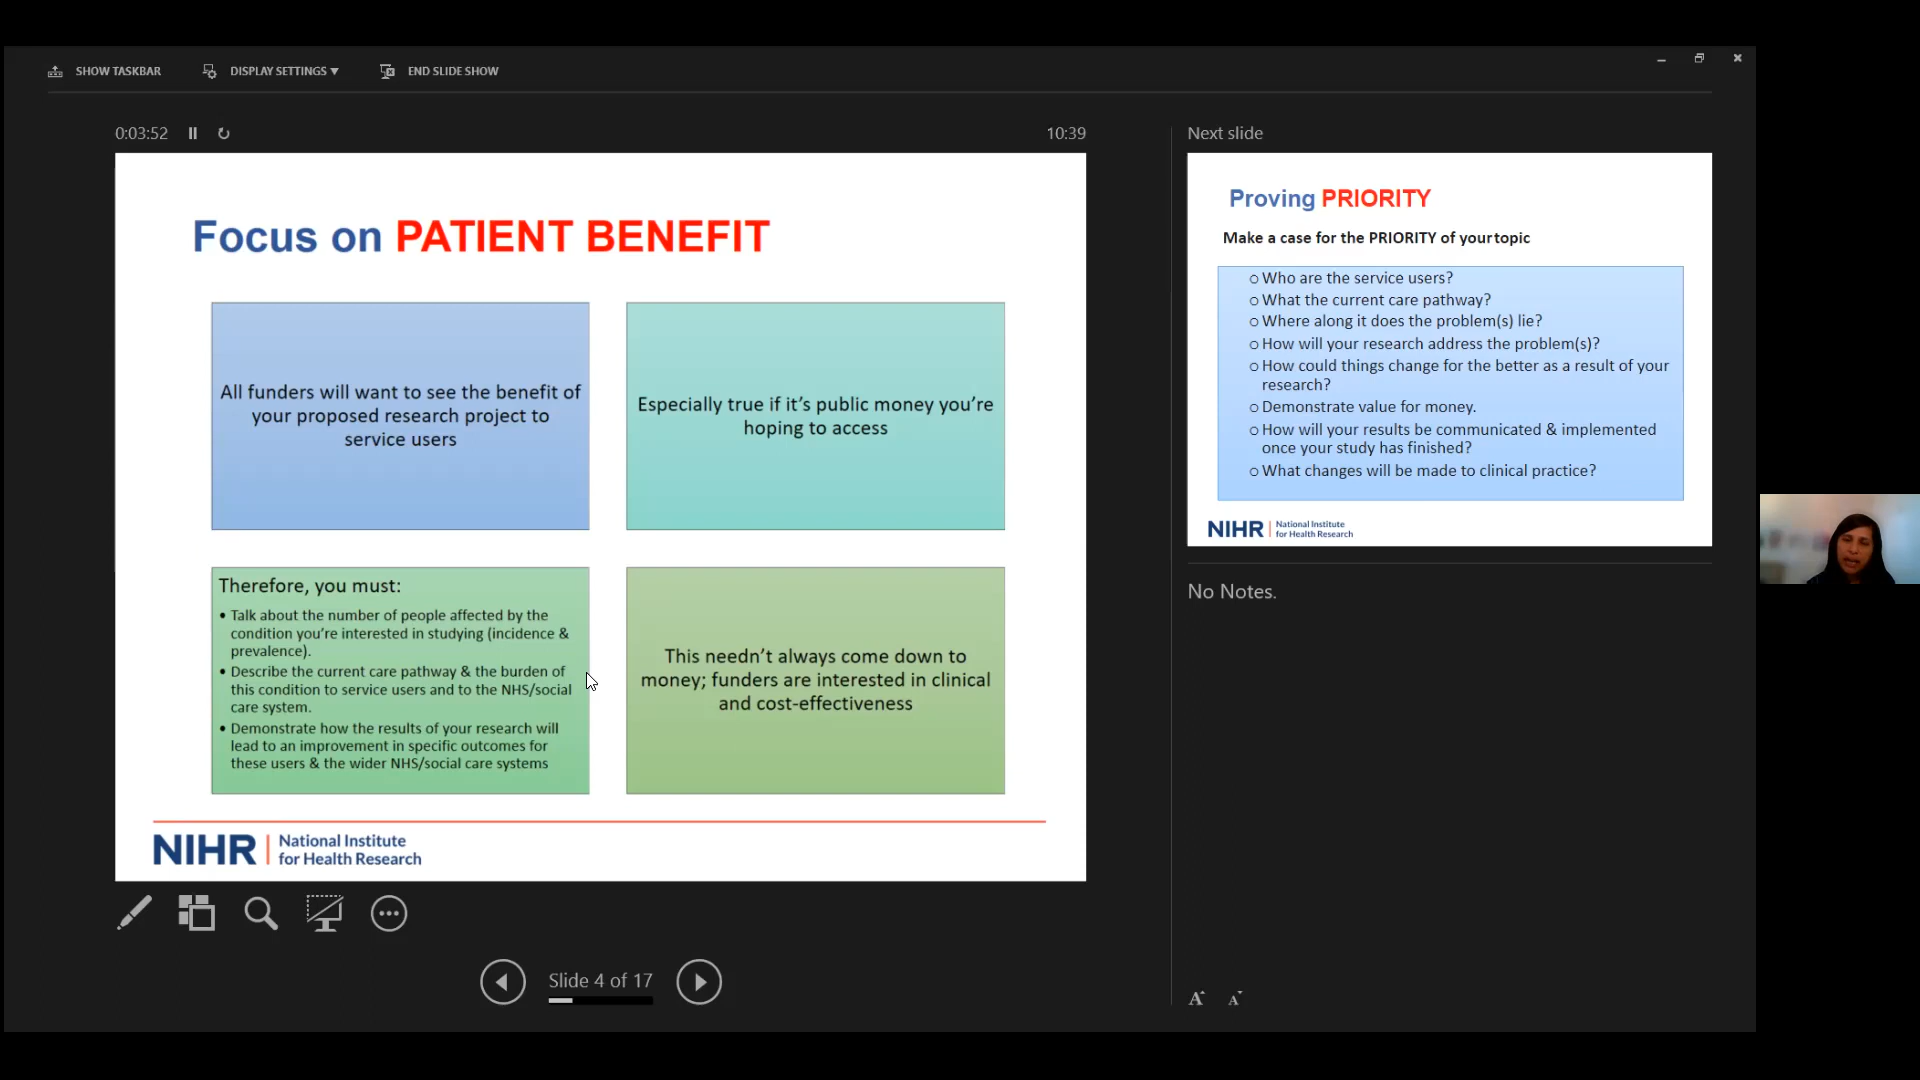 SHOW TASKBAR
DISPLAY SETTINGS ▾
END SLIDE SHOW
0:03:52
10:39
Focus on PATIENT BENEFIT
All funders will want to see the benefit of
your proposed research project to
service users
Especially true if it's public money you're
hoping to access
Therefore, you must:
• Talk about the number of people affected by the
condition you're interested in studying (incidence &
prevalence).
• Describe the current care pathway & the burden of
this condition to service users and to the NHS/social
care system.
• Demonstrate how the results of your research will
lead to an improvement in specific outcomes for
these users & the wider NHS/social care systems
This needn't always come down to
money; funders are interested in clinical
and cost-effectiveness
NIHR | National Institute
for Health Research
Slide 4 of 17
Next slide
Proving PRIORITY
Make a case for the PRIORITY of your topic
o Who are the service users?
o What the current care pathway?
o Where along it does the problem(s) lie?
o How will your research address the problem(s)?
o How could things change for the better as a result of your
research?
o Demonstrate value for money.
o How will your results be communicated & implemented
once your study has finished?
o What changes will be made to clinical practice?
NIHR | National Institute
for Health Research
No Notes.
A A